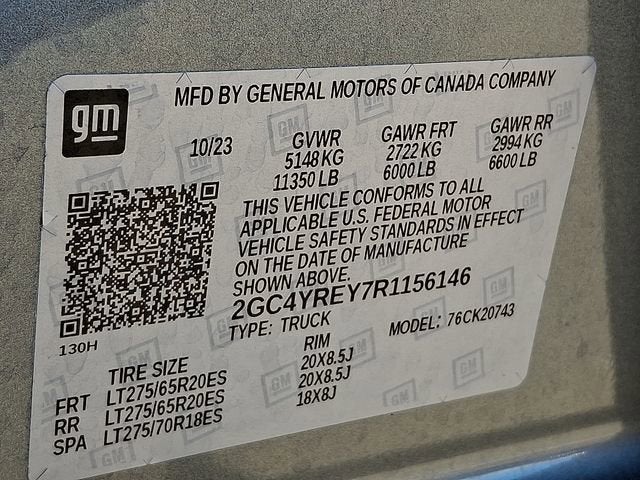 gm
MFD BY GENERAL MOTORS OF CANADA COMPANY
10/23 GVWR GAWR FRT GAWR RR
5148 KG 2722 KG 2994 KG
11350 LB 6000 LB 6600 LB
THIS VEHICLE CONFORMS TO ALL
APPLICABLE U.S. FEDERAL MOTOR
VEHICLE SAFETY STANDARDS IN EFFECT
ON THE DATE OF MANUFACTURE
SHOWN ABOVE.
2GC4YREY7R1156146
TYPE: TRUCK MODEL: 76CK20743
130H
TIRE SIZE RIM
FRT LT275/65R20ES 20X8.5J
RR LT275/65R20ES 20X8.5J
SPA LT275/70R18ES 18X8J